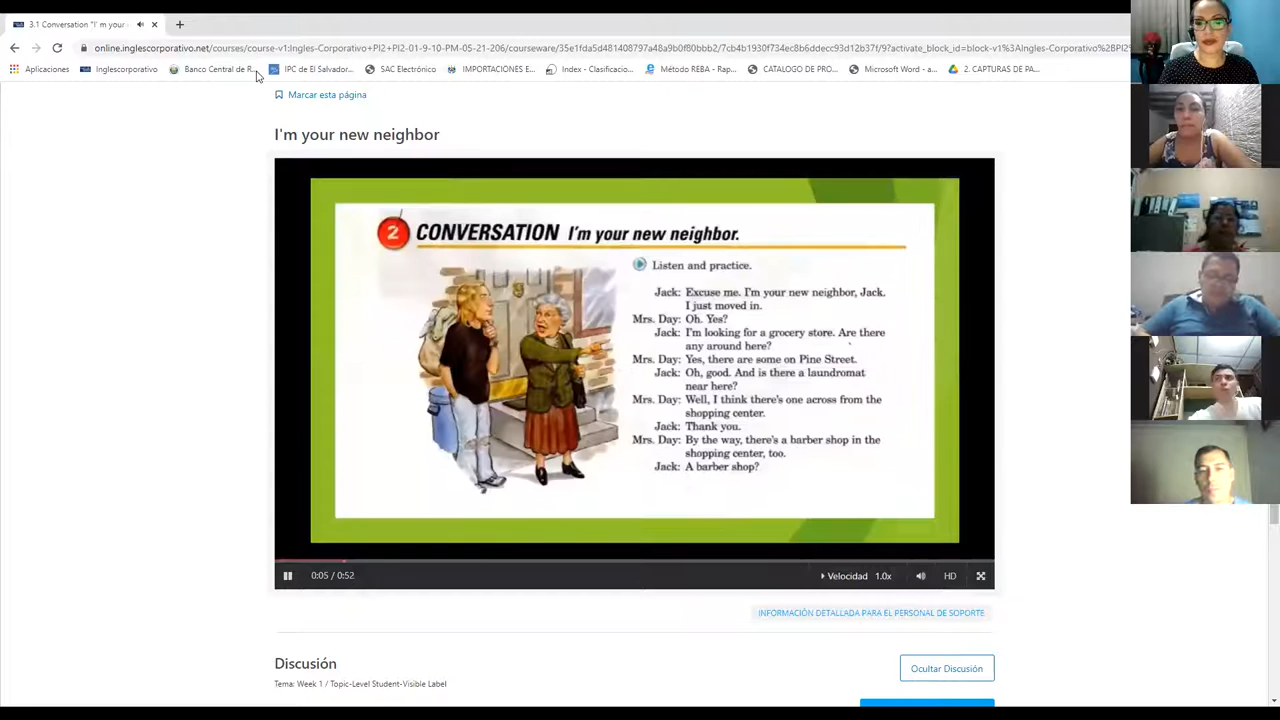 3.1 Conversation "I' m your
online.inglescorporativo.net/courses/course-v1:Ingles-Corporativo+PI2+PI2-01-9-10-PM-05-21-206/courseware/35e1fda5d481408797a48a9b0f80bbb2/7cb4b1930f734ec8b6ddecc93d12b37f/9?activate_block_id=block-v1%3AIngles-Corporativo%2BPI2
Aplicaciones Inglescorporativo Banco Central de R... IPC de El Salvador... SAC Electrónico IMPORTACIONES E... Index - Clasificacio... Método REBA - Rap... CATALOGO DE PRO... Microsoft Word - a... 2. CAPTURAS DE PA...
Marcar esta página
I'm your new neighbor
2 CONVERSATION I'm your new neighbor.
Listen and practice.
Jack: Excuse me. I'm your new neighbor, Jack.
I just moved in.
Mrs. Day: Oh. Yes?
Jack: I'm looking for a grocery store. Are there
any around here?
Mrs. Day: Yes, there are some on Pine Street.
Jack: Oh, good. And is there a laundromat
near here?
Mrs. Day: Well, I think there's one across from the
shopping center.
Jack: Thank you.
Mrs. Day: By the way, there's a barber shop in the
shopping center, too.
Jack: A barber shop?
0:05 / 0:52 Velocidad 1.0x HD
INFORMACIÓN DETALLADA PARA EL PERSONAL DE SOPORTE
Discusión
Ocultar Discusión
Tema: Week 1 / Topic-Level Student-Visible Label